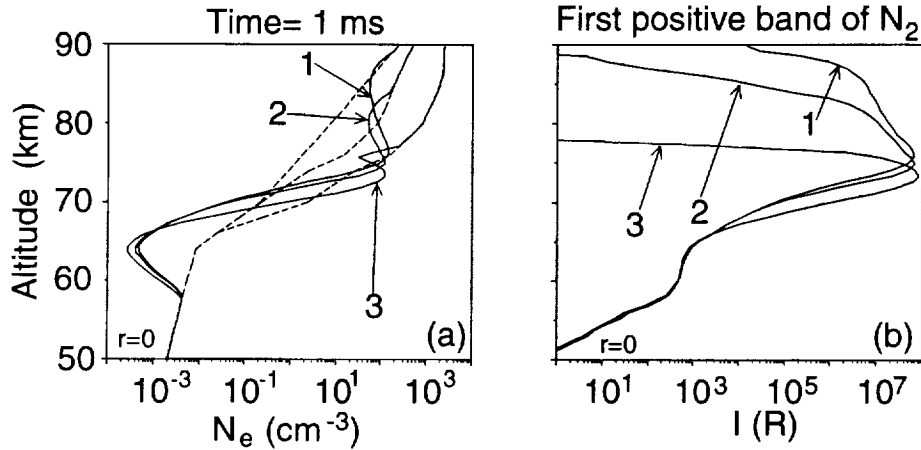 Time= 1 ms
First positive band of N₂
90
80
70
60
50
Altitude (km)
1
2
3
r=0
(a)
10⁻³ 10⁻¹ 10¹ 10³
Nₑ (cm⁻³)
1
2
3
r=0
(b)
10¹ 10³ 10⁵ 10⁷
I (R)